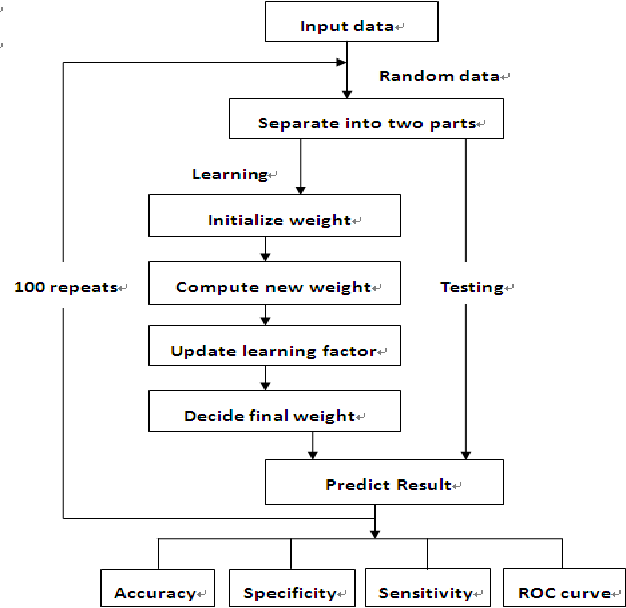 Input data
Random data
Separate into two parts
Learning
Initialize weight
100 repeats
Compute new weight
Testing
Update learning factor
Decide final weight
Predict Result
Accuracy
Specificity
Sensitivity
ROC curve